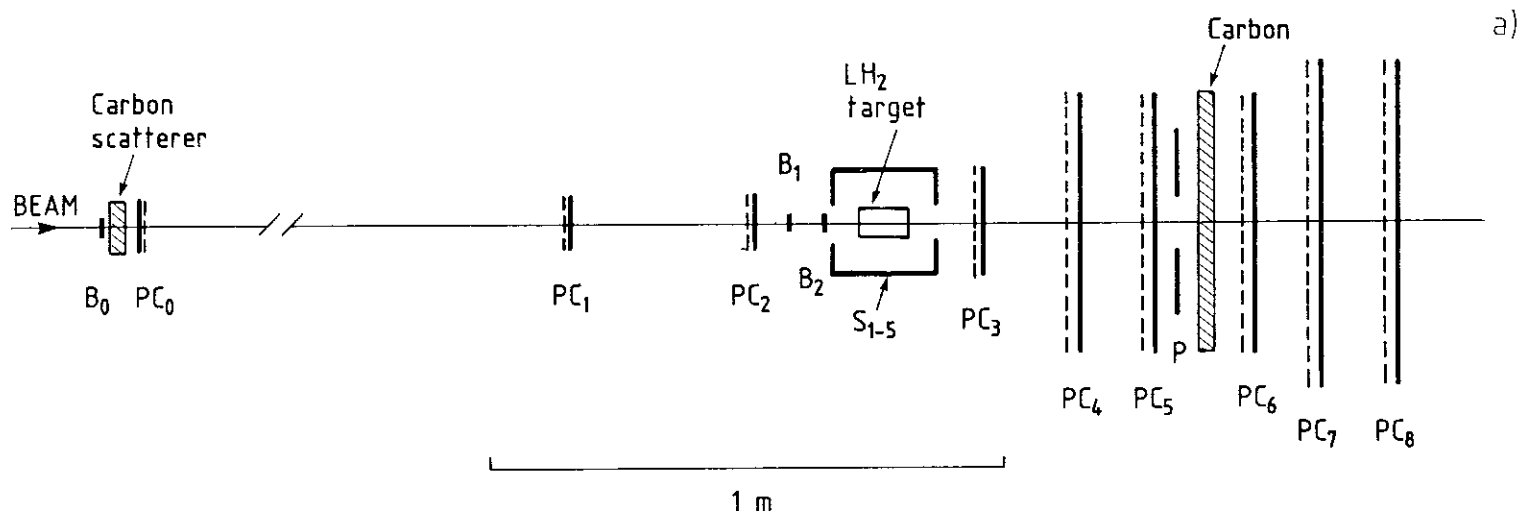 a)
Carbon
LH₂
target
Carbon
scatterer
B₁
BEAM
B₀
PC₀
PC₁
PC₂
B₂
S₁₋₅
PC₃
P
PC₄
PC₅
PC₆
PC₇
PC₈
1 m